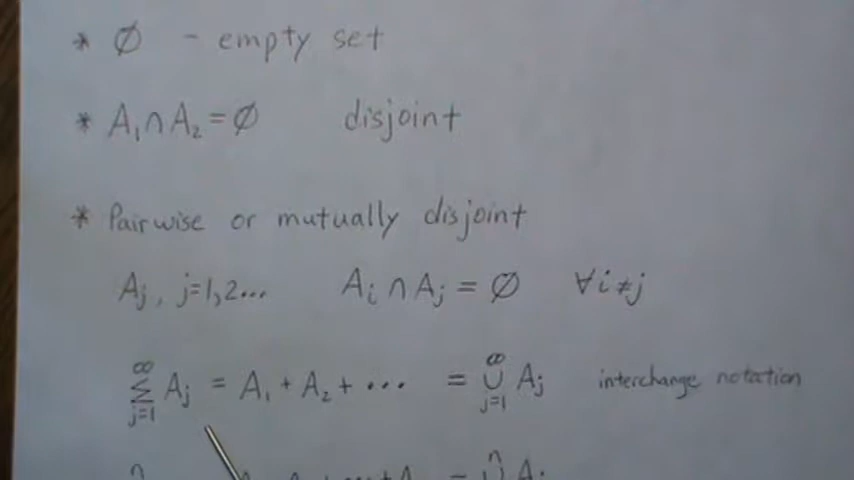 * ∅ - empty set
* A₁ ∩ A₂ = ∅ disjoint
* Pairwise or mutually disjoint
Aⱼ, j=1,2... Aᵢ ∩ Aⱼ = ∅ ∀ i ≠ j
∑_{j=1}^{∞} Aⱼ = A₁ + A₂ + ... = ∪_{j=1}^{∞} Aⱼ interchange notation